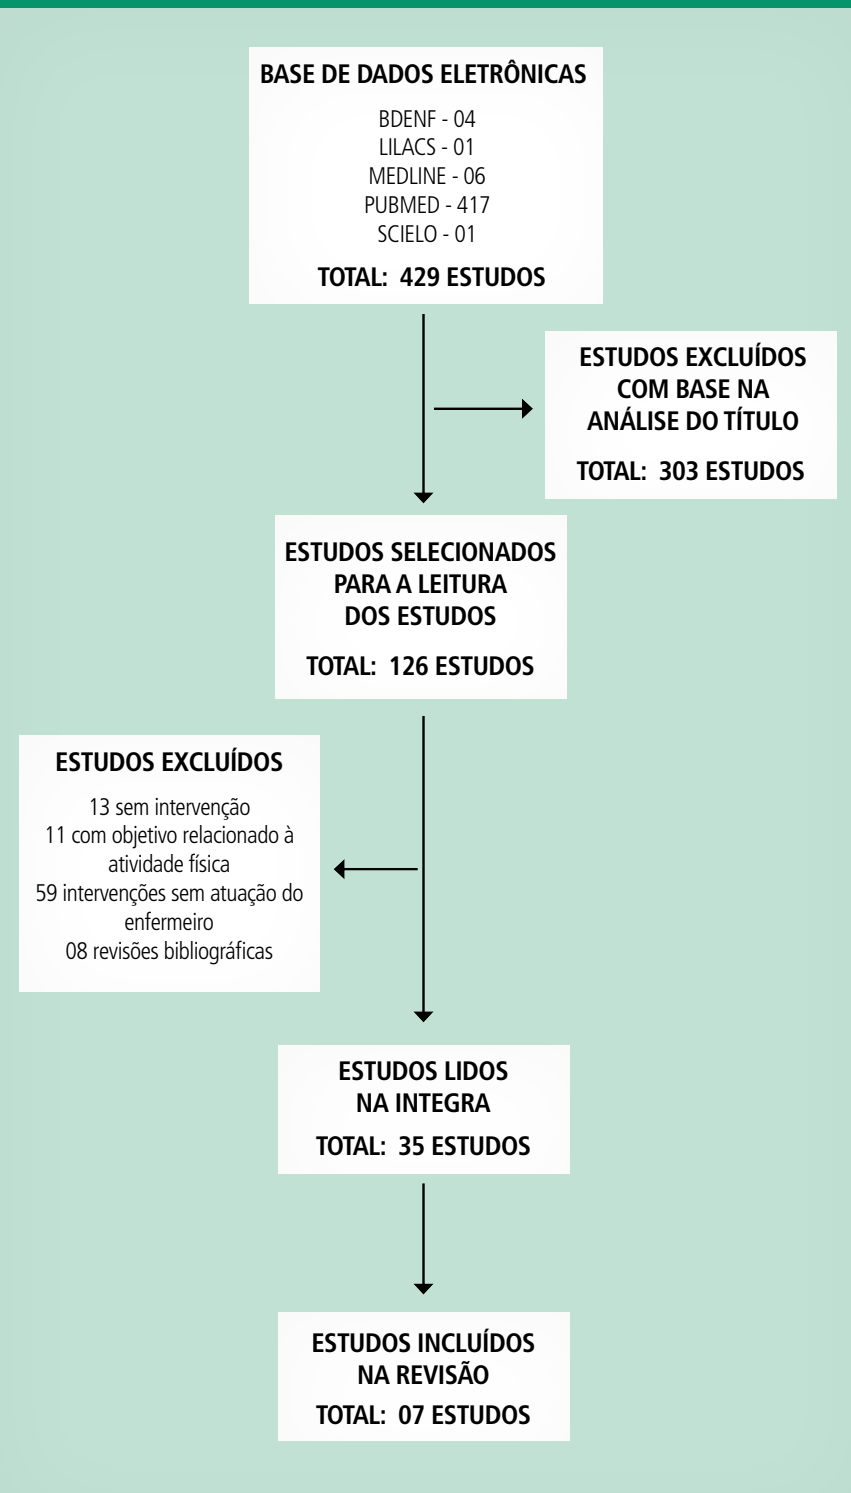 BASE DE DADOS ELETRÔNICAS
BDENF - 04
LILACS - 01
MEDLINE - 06
PUBMED - 417
SCIELO - 01
TOTAL: 429 ESTUDOS
ESTUDOS EXCLUÍDOS
COM BASE NA
ANÁLISE DO TÍTULO
TOTAL: 303 ESTUDOS
ESTUDOS SELECIONADOS
PARA A LEITURA
DOS ESTUDOS
TOTAL: 126 ESTUDOS
ESTUDOS EXCLUÍDOS
13 sem intervenção
11 com objetivo relacionado à
atividade física
59 intervenções sem atuação do
enfermeiro
08 revisões bibliográficas
ESTUDOS LIDOS
NA INTEGRA
TOTAL: 35 ESTUDOS
ESTUDOS INCLUÍDOS
NA REVISÃO
TOTAL: 07 ESTUDOS